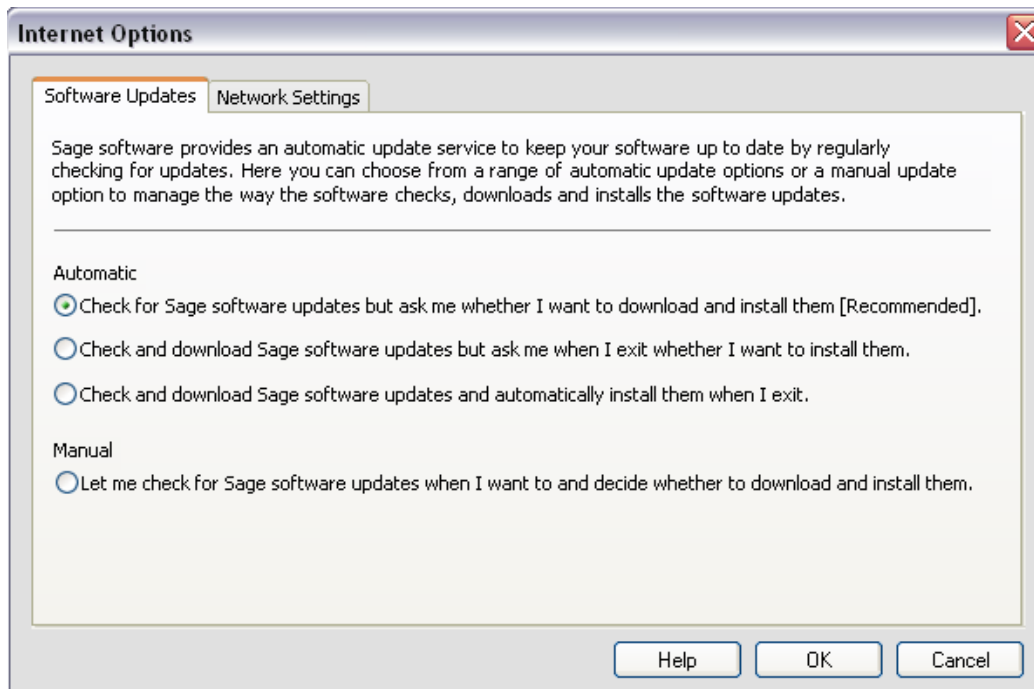 Internet Options
Software Updates
Network Settings
Sage software provides an automatic update service to keep your software up to date by regularly
checking for updates. Here you can choose from a range of automatic update options or a manual update
option to manage the way the software checks, downloads and installs the software updates.
Automatic
Check for Sage software updates but ask me whether I want to download and install them [Recommended].
Check and download Sage software updates but ask me when I exit whether I want to install them.
Check and download Sage software updates and automatically install them when I exit.
Manual
Let me check for Sage software updates when I want to and decide whether to download and install them.
Help
OK
Cancel